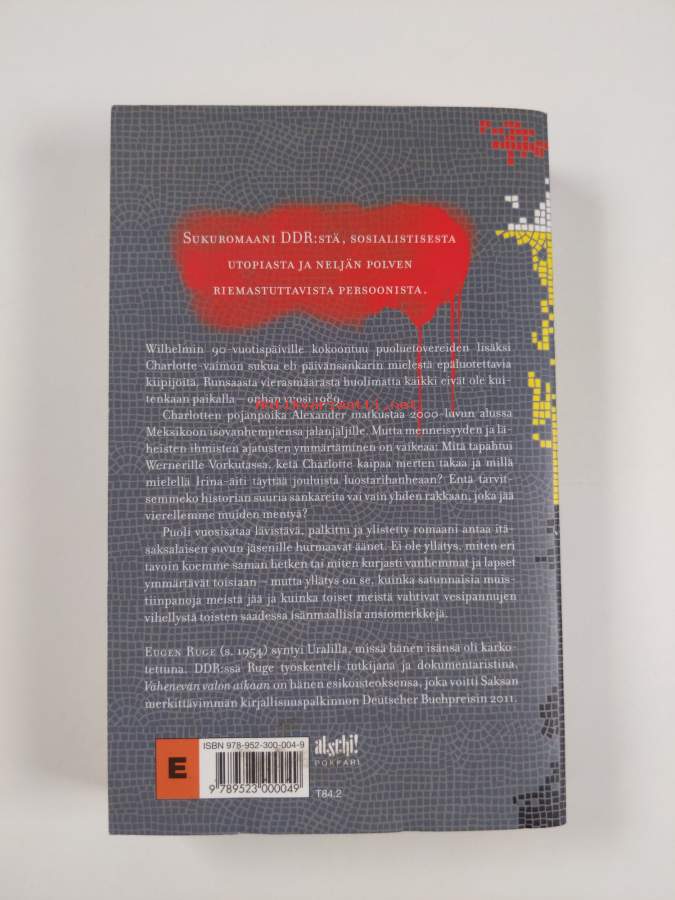 Sukuromaani DDR:stä, sosialistisesta
utopiasta ja neljän polven
riemastuttavista persoonista.
Wilhelmin 90-vuotispäiville kokoontuu puoluetovereiden lisäksi
Charlotte-vaimon sukua eli päivänsankarin mielestä epäluotettavia
kiipijöitä. Runsaasta vierasmäärästä huolimatta kaikki eivät ole kui-
tenkaan paikalla – onhan vuosi 1989.
Antikvariaatti.net
Charlotten pojanpoika Alexander matkustaa 2000-luvun alussa
Meksikoon isovanhempiensa jalanjäljille. Mutta menneisyyden ja lä-
heisten ihmisten ajatusten ymmärtäminen on vaikeaa: Mitä tapahtui
Wernerille Vorkutassa, ketä Charlotte kaipaa merten takaa ja millä
mielellä Irina-äiti täyttää jouluista luostarihanheaan? Entä tarvit-
semmeko historian suuria sankareita vai vain yhden rakkaan, joka jää
vierellemme muiden mentyä?
Puoli vuosisataa lävistävä, palkittu ja ylistetty romaani antaa itä-
saksalaisen suvun jäsenille hurmaavat äänet. Ei ole yllätys, miten eri
tavoin koemme saman hetken tai miten kurjasti vanhemmat ja lapset
ymmärtävät toisiaan – mutta yllätys on se, kuinka satunnaisia muis-
tiinpanoja meistä jää ja kuinka toiset meistä vahtivat vesipannujen
vihellystä toisten saadessa isänmaallisia ansiomerkkejä.
Eugen Ruge (s. 1954) syntyi Uralilla, missä hänen isänsä oli karko-
tettuna. DDR:ssä Ruge työskenteli tutkijana ja dokumentaristina.
Vähenevän valon aikaan on hänen esikoisteoksensa, joka voitti Saksan
merkittävimman kirjallisuuspalkinnon Deutscher Buchpreisin 2011.
E
ISBN 978-952-300-004-9
9 789523 000049
atschi!
POKKARI
T84.2